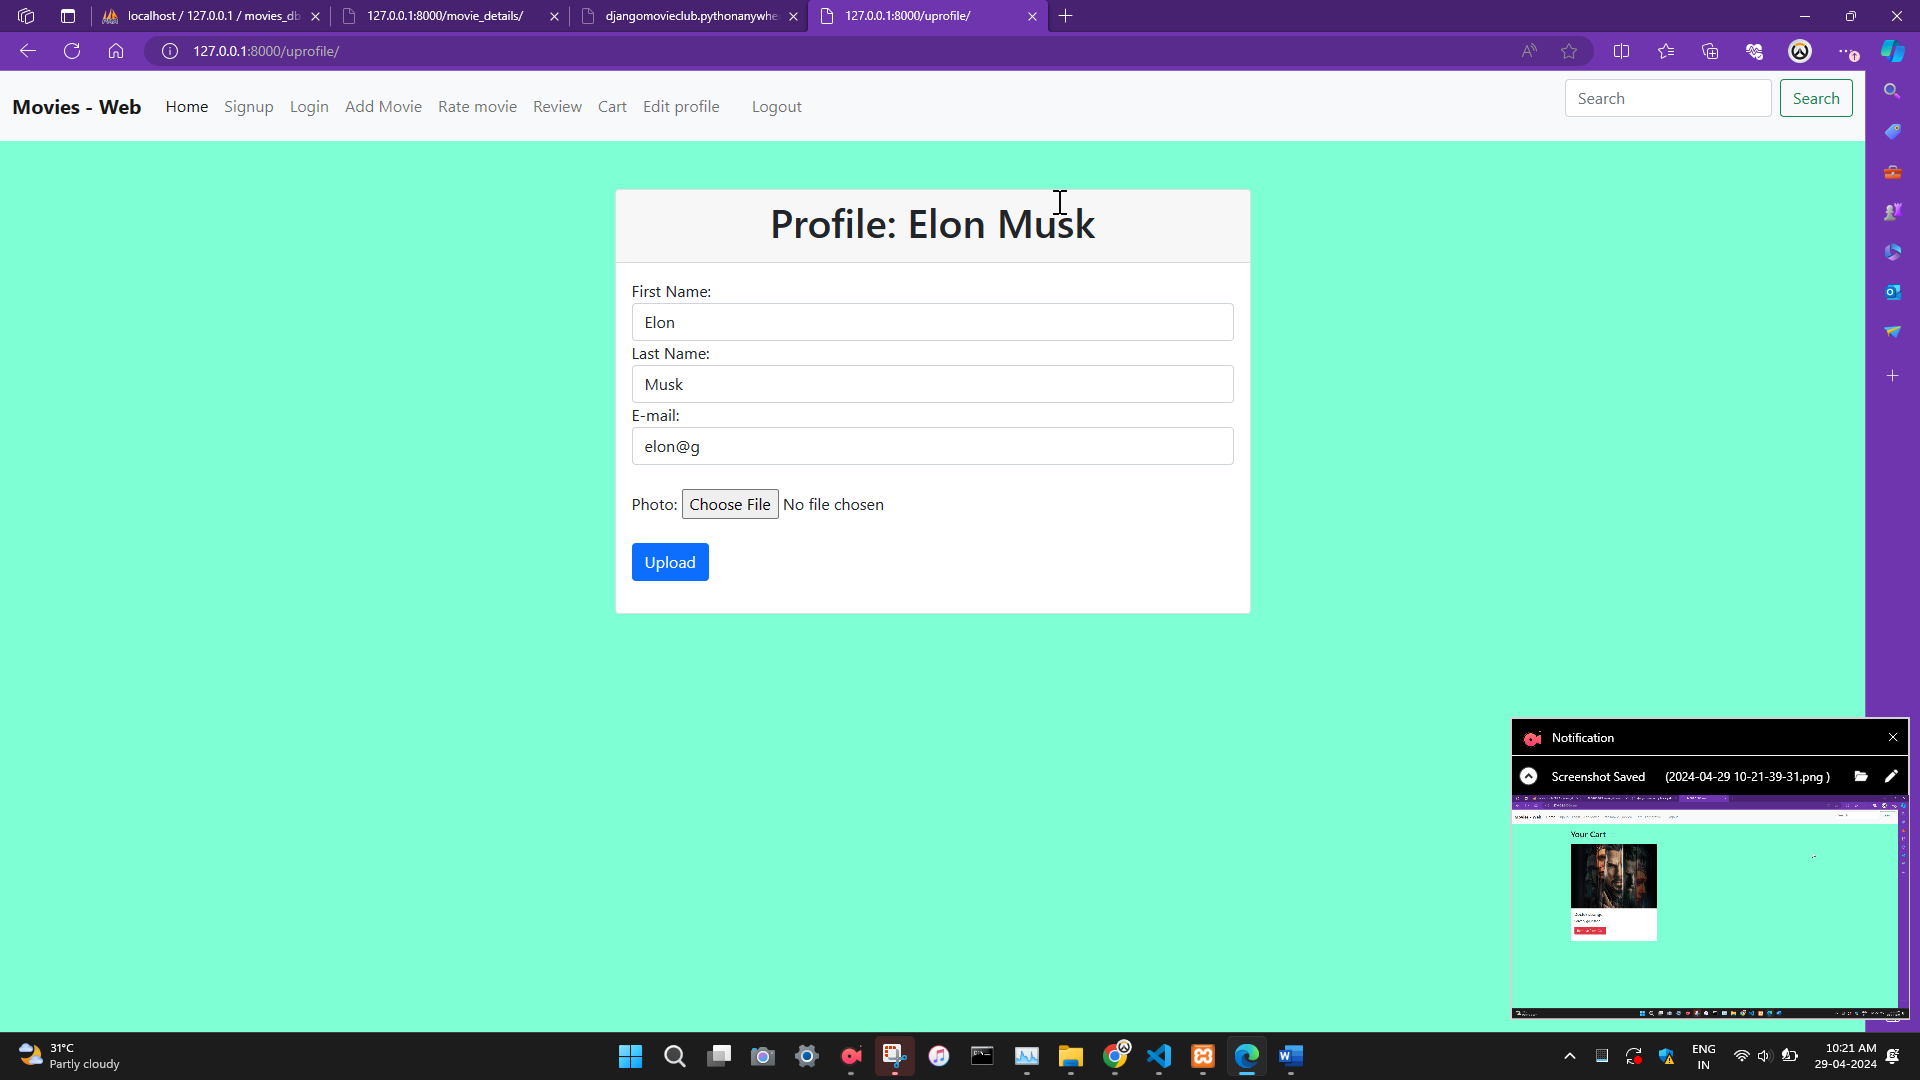 localhost / 127.0.0.1 / movies_db
127.0.0.1:8000/movie_details/
djangomovieclub.pythonanywhe
127.0.0.1:8000/uprofile/
127.0.0.1:8000/uprofile/
Movies - Web Home Signup Login Add Movie Rate movie Review Cart Edit profile Logout
Search Search
Profile: Elon Musk
First Name:
Elon
Last Name:
Musk
E-mail:
elon@g
Photo: Choose File No file chosen
Upload
Notification
Screenshot Saved (2024-04-29 10-21-39-31.png )
Your Cart
31°C
Partly cloudy
ENG
IN
10:21 AM
29-04-2024